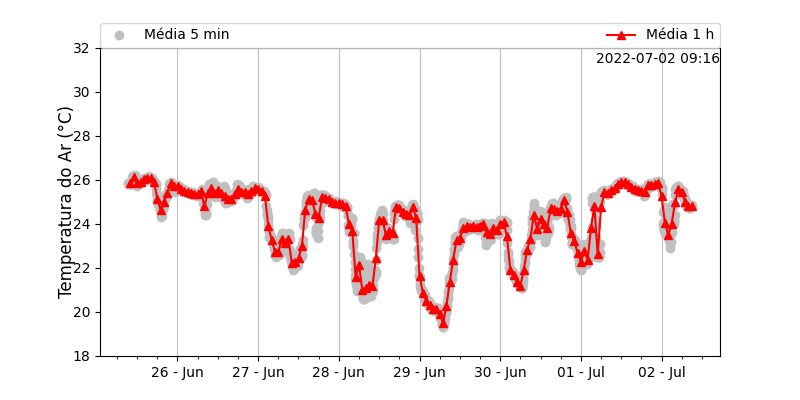 Média 5 min
Média 1 h
2022-07-02 09:16
Temperatura do Ar (°C)
32
30
28
26
24
22
20
18
26 - Jun
27 - Jun
28 - Jun
29 - Jun
30 - Jun
01 - Jul
02 - Jul